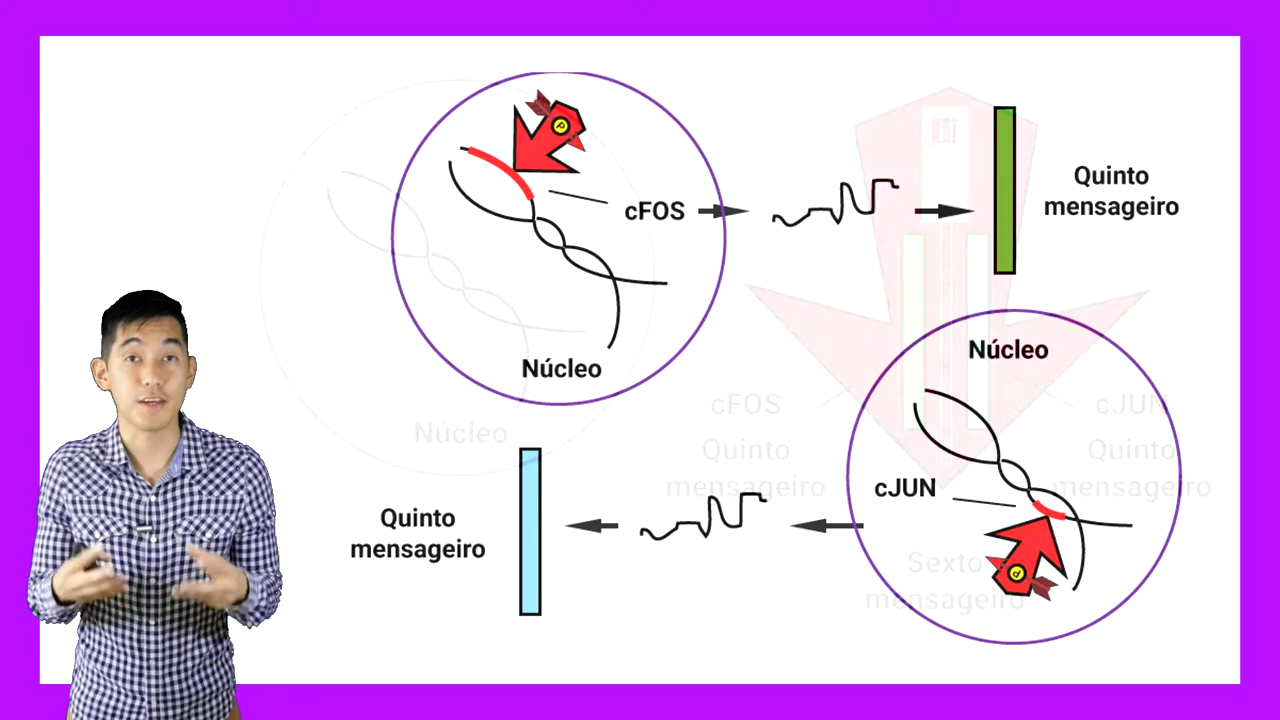 cFOS
Quinto
mensageiro
Núcleo
Núcleo
cJUN
Quinto
mensageiro
P
P
Núcleo
cFOS
Quinto
mensageiro
cJUN
Quinto
mensageiro
Sexto
mensageiro